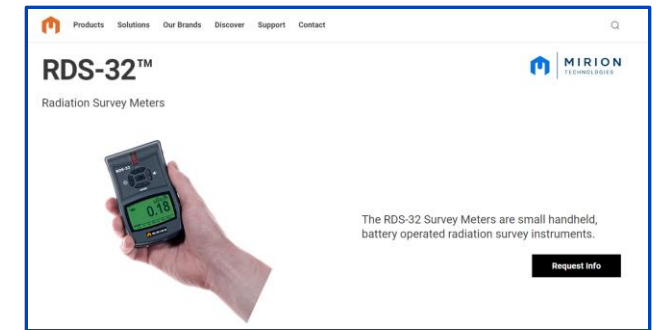 Products Solutions Our Brands Discover Support Contact
RDS-32™
MIRION
TECHNOLOGIES
Radiation Survey Meters
RDS-32
0.18
The RDS-32 Survey Meters are small handheld,
battery operated radiation survey instruments.
Request Info